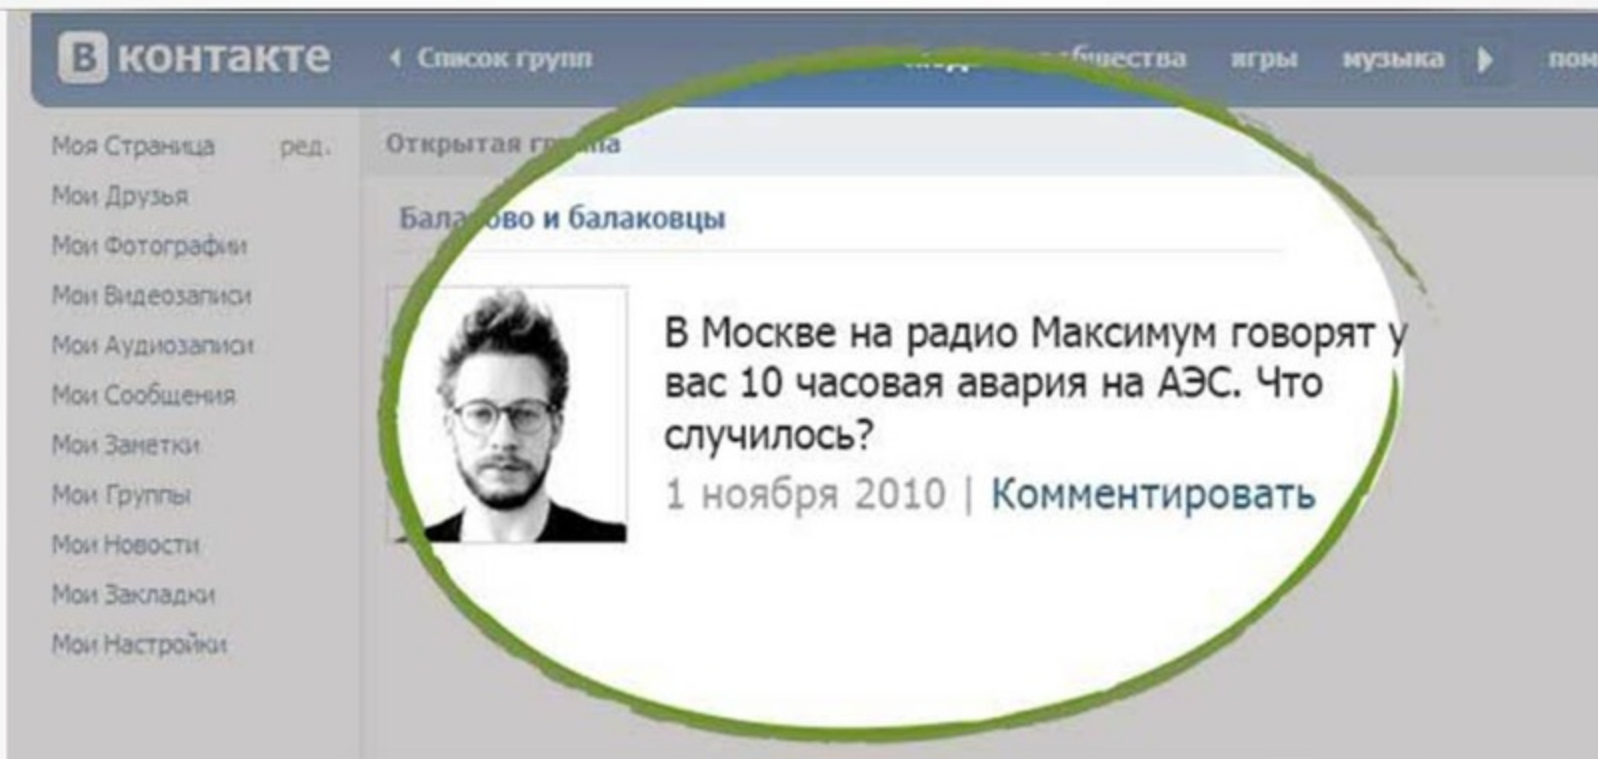 В контакте
Список групп
игры
музыка
Моя Страница ред.
Мои Друзья
Мои Фотографии
Мои Видеозаписи
Мои Аудиозаписи
Мои Сообщения
Мои Заметки
Мои Группы
Мои Новости
Мои Закладки
Мои Настройки
Открытая группа
Балаково и балаковцы
В Москве на радио Максимум говорят у
вас 10 часовая авария на АЭС. Что
случилось?
1 ноября 2010 | Комментировать